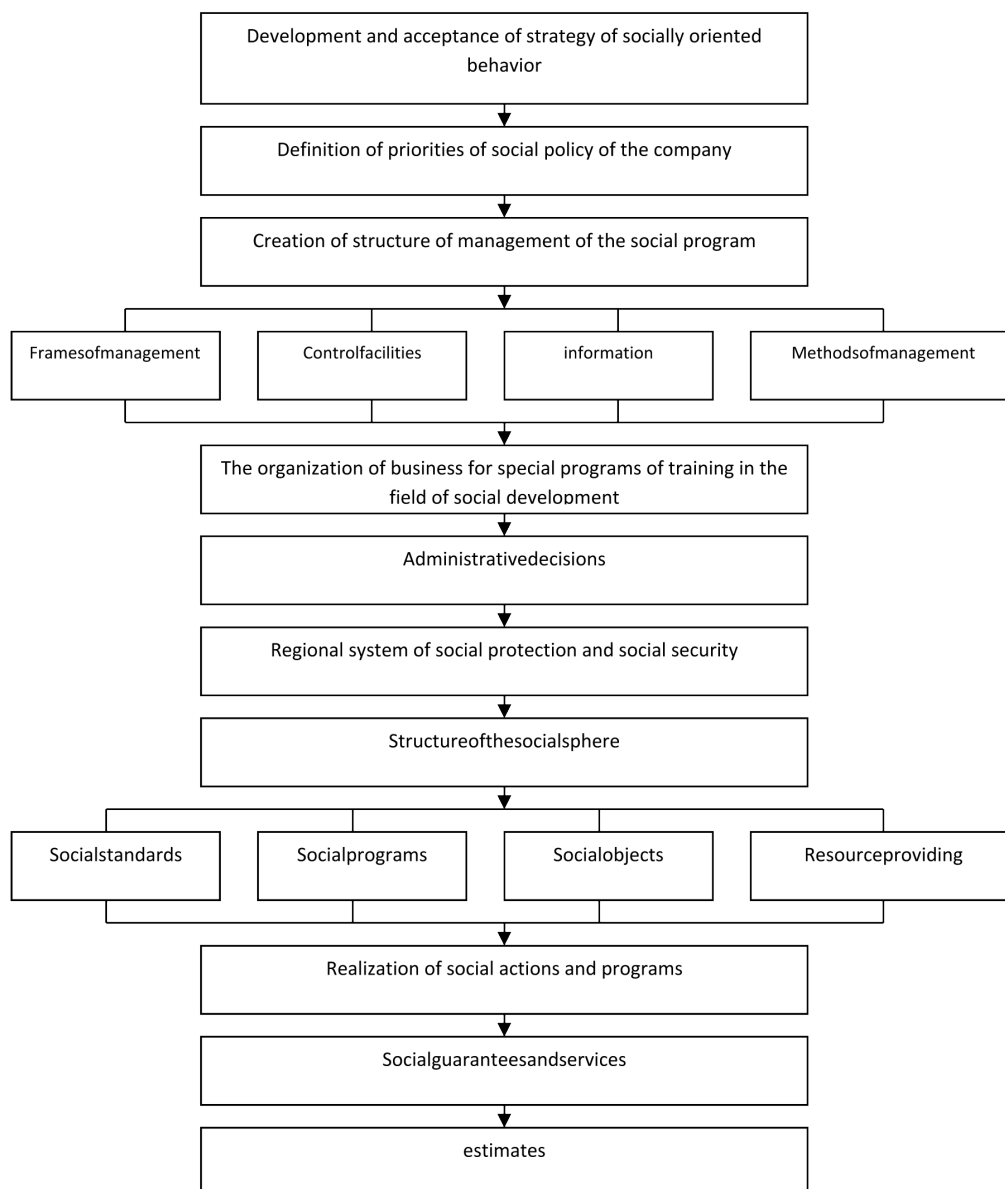 Development and acceptance of strategy of socially oriented
behavior
Definition of priorities of social policy of the company
Creation of structure of management of the social program
Framesofmanagement
Controlfacilities
information
Methodsofmanagement
The organization of business for special programs of training in the
field of social development
Administrativedecisions
Regional system of social protection and social security
Structureofthesocialsphere
Socialstandards
Socialprograms
Socialobjects
Resourceproviding
Realization of social actions and programs
Socialguaranteesandservices
estimates